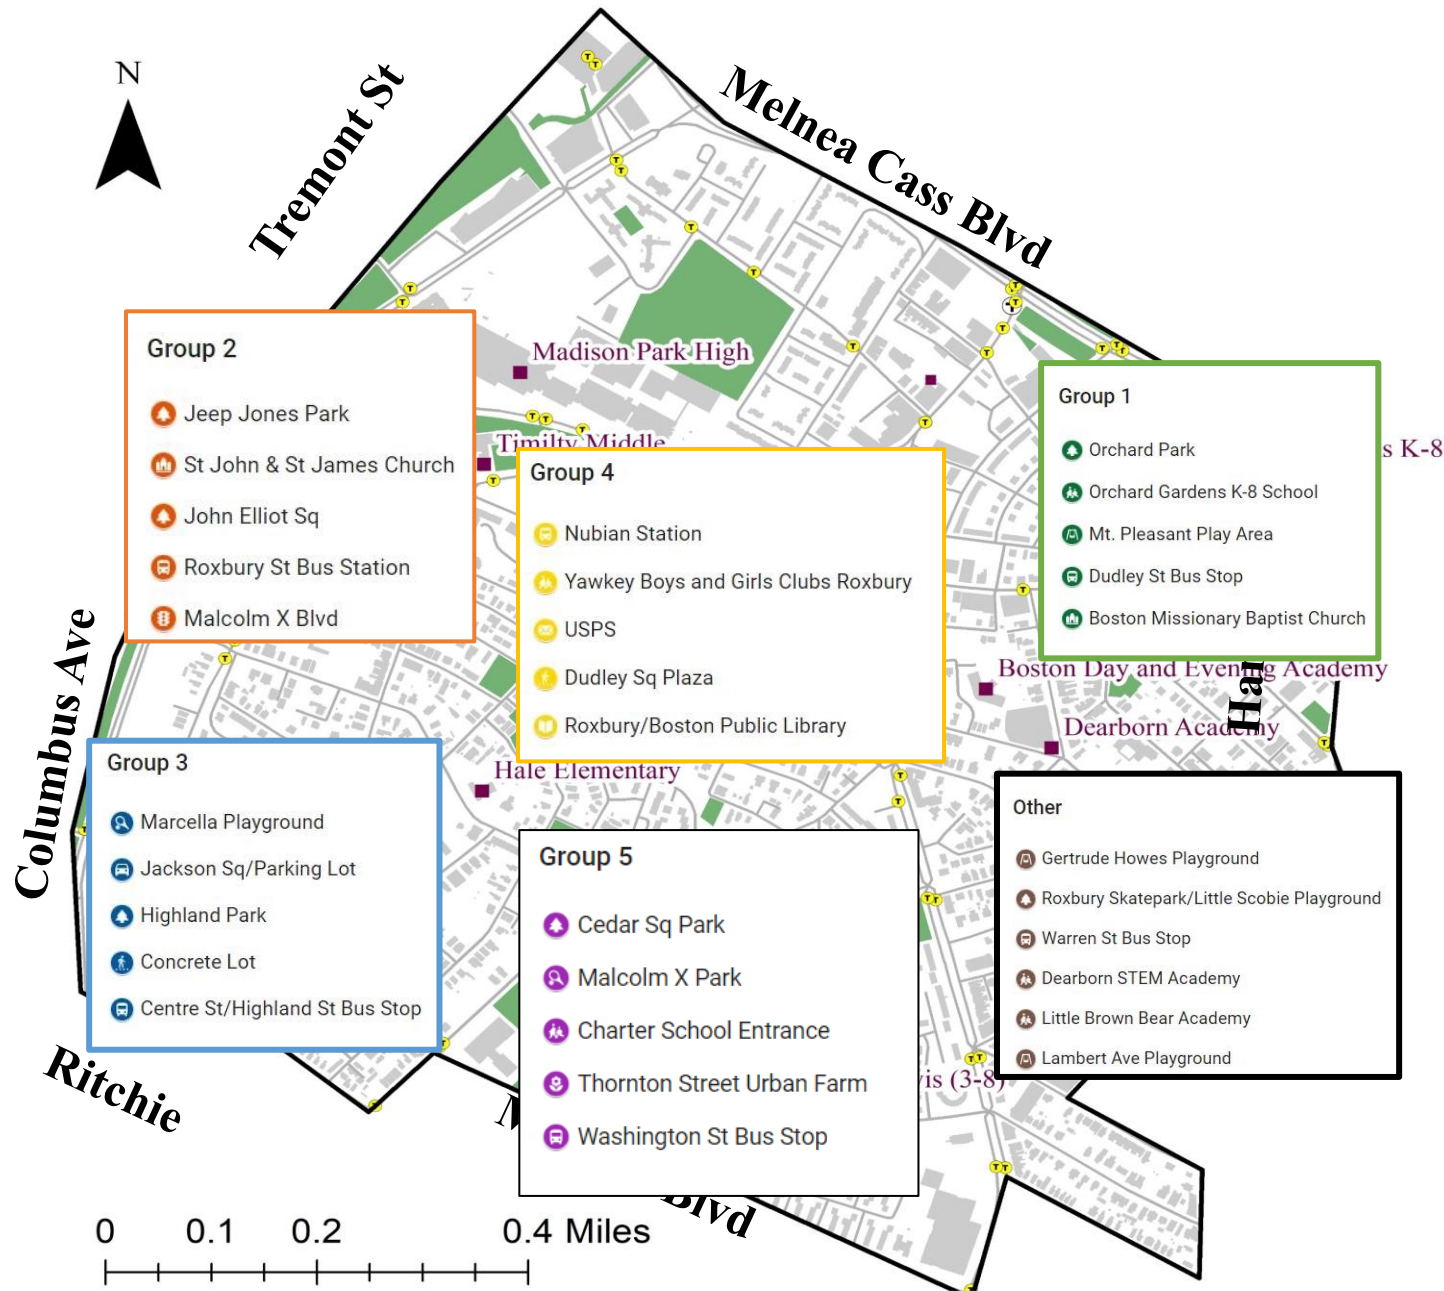 N
Tremont St
Melnea Cass Blvd
Madison Park High
Timilty Middle
s K-8
Group 2
Jeep Jones Park
St John & St James Church
John Elliot Sq
Roxbury St Bus Station
Malcolm X Blvd
Group 1
Orchard Park
Orchard Gardens K-8 School
Mt. Pleasant Play Area
Dudley St Bus Stop
Boston Missionary Baptist Church
Group 4
Nubian Station
Yawkey Boys and Girls Clubs Roxbury
USPS
Dudley Sq Plaza
Roxbury/Boston Public Library
Columbus Ave
Boston Day and Evening Academy
Har
Dearborn Academy
Hale Elementary
Group 3
Marcella Playground
Jackson Sq/Parking Lot
Highland Park
Concrete Lot
Centre St/Highland St Bus Stop
Group 5
Cedar Sq Park
Malcolm X Park
Charter School Entrance
Thornton Street Urban Farm
Washington St Bus Stop
Other
Gertrude Howes Playground
Roxbury Skatepark/Little Scobie Playground
Warren St Bus Stop
Dearborn STEM Academy
Little Brown Bear Academy
Lambert Ave Playground
vis (3-8)
Ritchie
M
Blvd
0 0.1 0.2 0.4 Miles